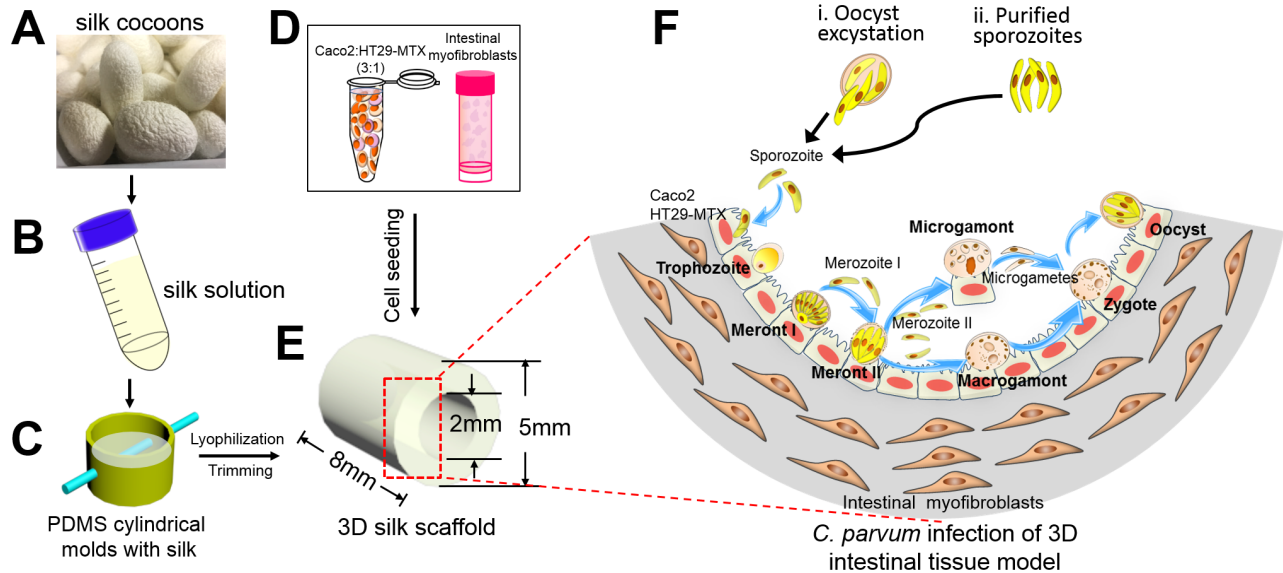 A
silk cocoons
B
silk solution
C
Lyophilization
Trimming
PDMS cylindrical
molds with silk
D
Caco2:HT29-MTX
(3:1)
Intestinal
myofibroblasts
Cell seeding
E
2mm
5mm
8mm
3D silk scaffold
F
i. Oocyst
excystation
ii. Purified
sporozoites
Sporozoite
Caco2
HT29-MTX
Trophozoite
Meront I
Merozoite I
Meront II
Merozoite II
Microgamont
Microgametes
Macrogamont
Zygote
Oocyst
Intestinal myofibroblasts
C. parvum infection of 3D
intestinal tissue model